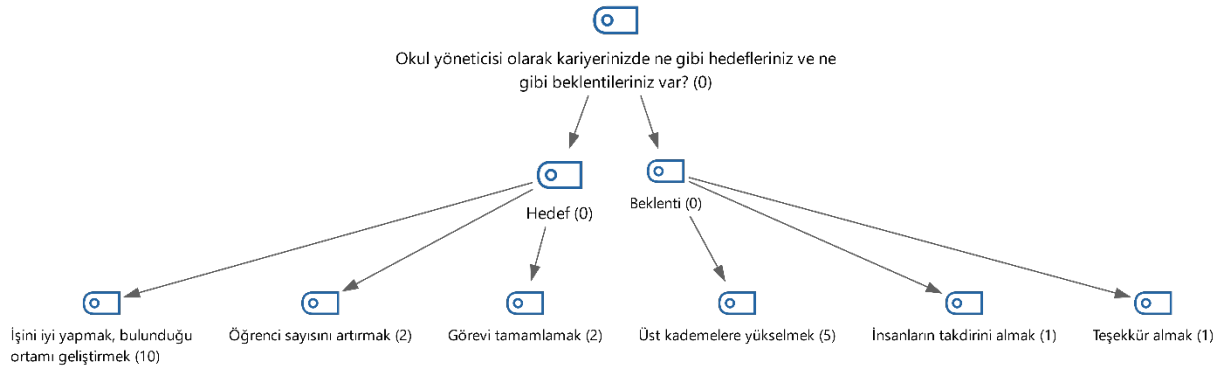 Okul yöneticisi olarak kariyerinizde ne gibi hedefleriniz ve ne
gibi beklentileriniz var? (0)
Hedef (0)
Beklenti (0)
İşini iyi yapmak, bulunduğu
ortamı geliştirmek (10)
Öğrenci sayısını artırmak (2)
Görevi tamamlamak (2)
Üst kademelere yükselmek (5)
İnsanların takdirini almak (1)
Teşekkür almak (1)